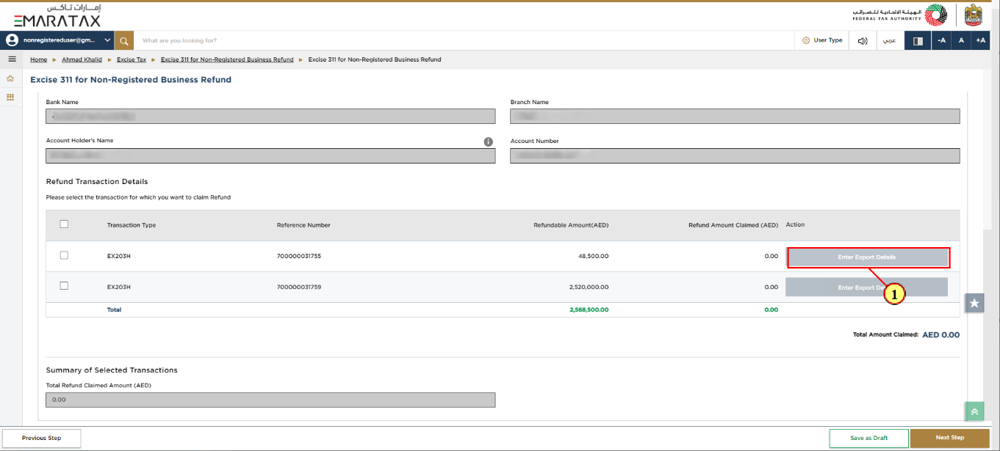 إمــارات تـاكــس
EMARATAX
الهيئة الاتحادية للضرائب
FEDERAL TAX AUTHORITY
nonregistereduser@gm...
What are you looking for?
User Type
عربي
-A
A
+A
Home ▸ Ahmad Khalid ▸ Excise Tax ▸ Excise 311 for Non-Registered Business Refund ▸ Excise 311 for Non-Registered Business Refund
Excise 311 for Non-Registered Business Refund
Bank Name
Branch Name
Account Holder's Name
Account Number
Refund Transaction Details
Please select the transaction for which you want to claim Refund
Transaction Type Reference Number Refundable Amount(AED) Refund Amount Claimed (AED) Action
EX203H 700000031755 48,500.00 0.00 Enter Export Details
EX203H 700000031759 2,520,000.00 0.00 Enter Export De
1
Total 2,568,500.00 0.00
Total Amount Claimed: AED 0.00
Summary of Selected Transactions
Total Refund Claimed Amount (AED)
0.00
Previous Step
Save as Draft
Next Step